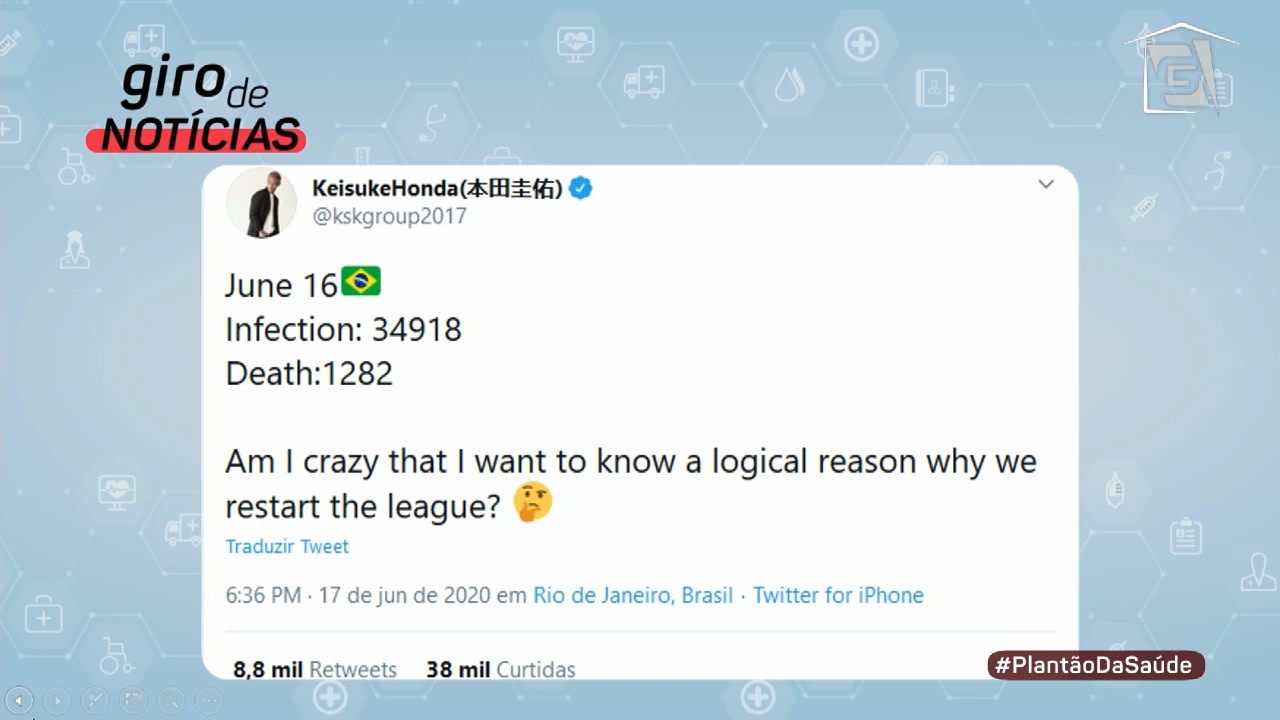 giro de
NOTÍCIAS
KeisukeHonda(本田圭佑)
@kskgroup2017
June 16
Infection: 34918
Death:1282
Am I crazy that I want to know a logical reason why we
restart the league?
Traduzir Tweet
6:36 PM · 17 de jun de 2020 em Rio de Janeiro, Brasil · Twitter for iPhone
8,8 mil Retweets 38 mil Curtidas
#PlantãoDaSaúde